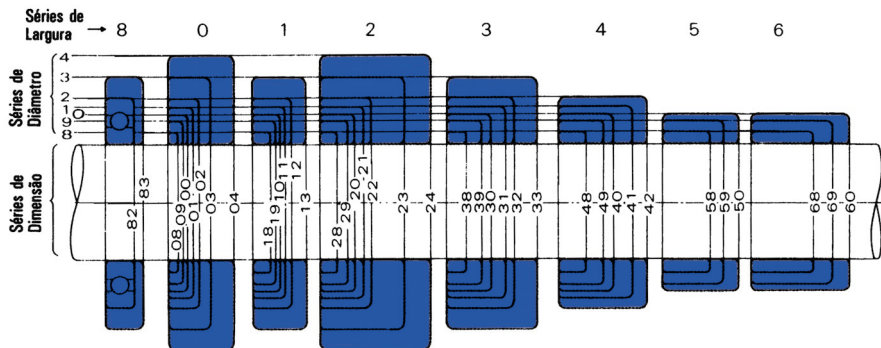 Séries de Largura → 8 0 1 2 3 4 5 6
Séries de Diâmetro
4
3
2
1
0
9
8
Séries de Dimensão
82 83
08 09 00 01 02 03 04
18 19 10 11 12 13
28 29 20 21 22 23 24
38 39 30 31 32 33
48 49 40 41 42
58 59 50
68 69 60